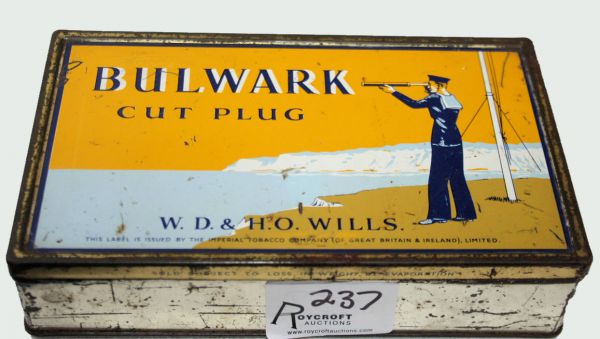 BULWARK
CUT PLUG
W. D. & H. O. WILLS.
THIS LABEL IS ISSUED BY THE IMPERIAL TOBACCO COMPANY (OF GREAT BRITAIN & IRELAND), LIMITED.
SOLD SUBJECT TO LOSS IN WEIGHT BY EVAPORATION
237
ROYCROFT
AUCTIONS
www.roycroftauctions.com